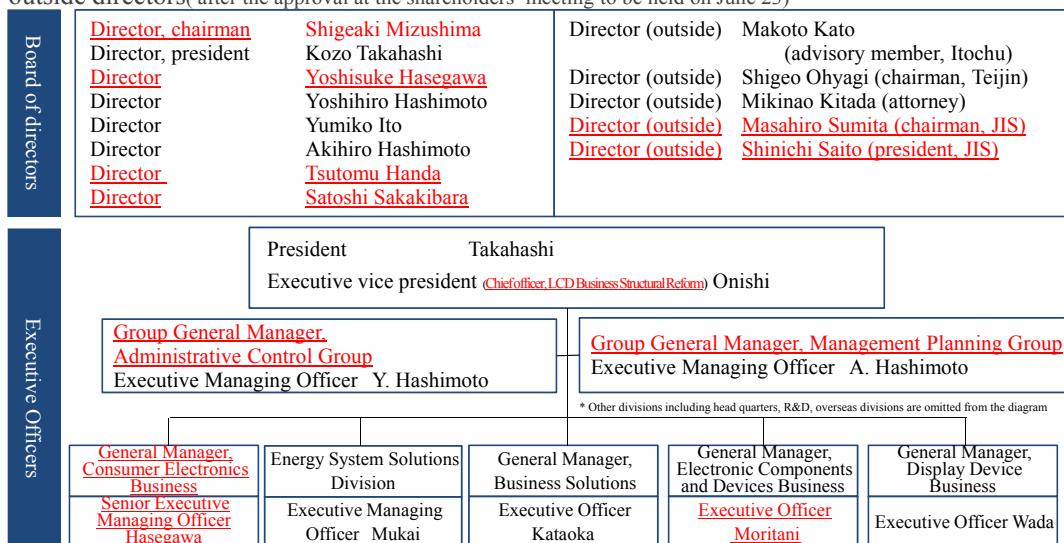 outside directors( after the approval at the shareholders' meeting to be held on June 23)
Board of directors
Director, chairman Shigeaki Mizushima
Director, president Kozo Takahashi
Director Yoshisuke Hasegawa
Director Yoshihiro Hashimoto
Director Yumiko Ito
Director Akihiro Hashimoto
Director Tsutomu Handa
Director Satoshi Sakakibara
Director (outside) Makoto Kato
(advisory member, Itochu)
Director (outside) Shigeo Ohyagi (chairman, Teijin)
Director (outside) Mikinao Kitada (attorney)
Director (outside) Masahiro Sumita (chairman, JIS)
Director (outside) Shinichi Saito (president, JIS)
Executive Officers
President Takahashi
Executive vice president (Chief officer, LCD Business Structural Reform) Onishi
Group General Manager,
Administrative Control Group
Executive Managing Officer Y. Hashimoto
Group General Manager, Management Planning Group
Executive Managing Officer A. Hashimoto
* Other divisions including head quarters, R&D, overseas divisions are omitted from the diagram
General Manager,
Consumer Electronics
Business
Senior Executive
Managing Officer
Hasegawa
Energy System Solutions
Division
Executive Managing
Officer Mukai
General Manager,
Business Solutions
Executive Officer
Kataoka
General Manager,
Electronic Components
and Devices Business
Executive Officer
Moritani
General Manager,
Display Device
Business
Executive Officer Wada